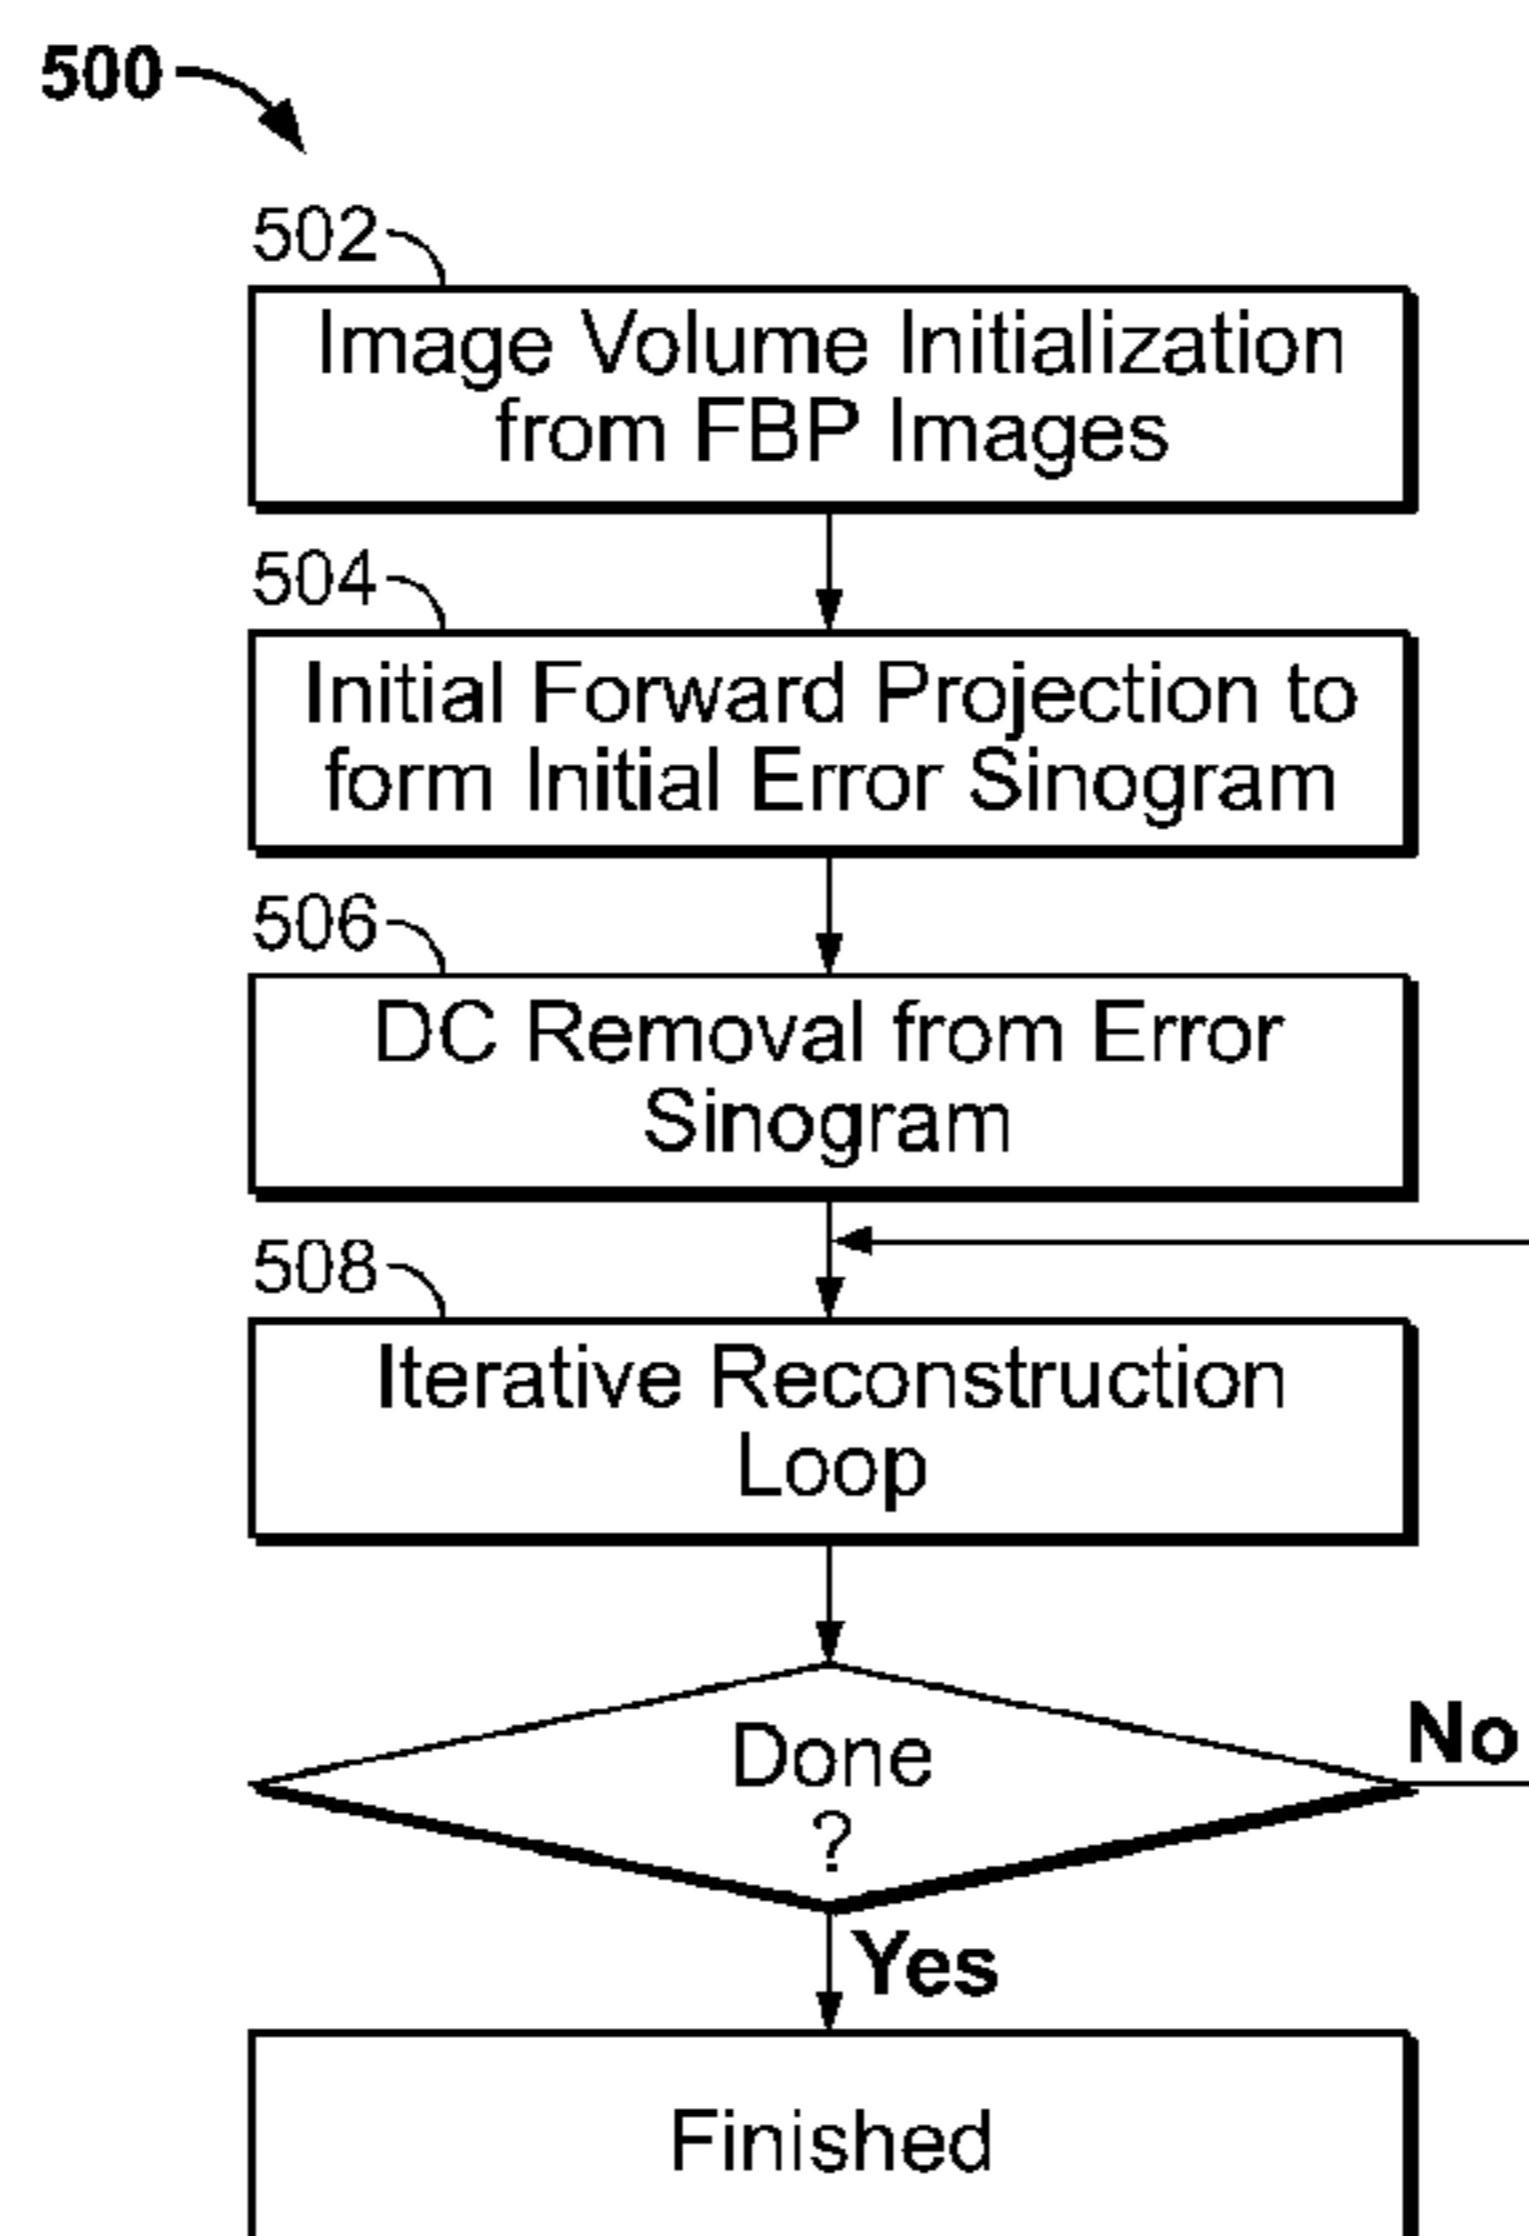 500
502
Image Volume Initialization
from FBP Images
504
Initial Forward Projection to
form Initial Error Sinogram
506
DC Removal from Error
Sinogram
508
Iterative Reconstruction
Loop
Done
?
No
Yes
Finished